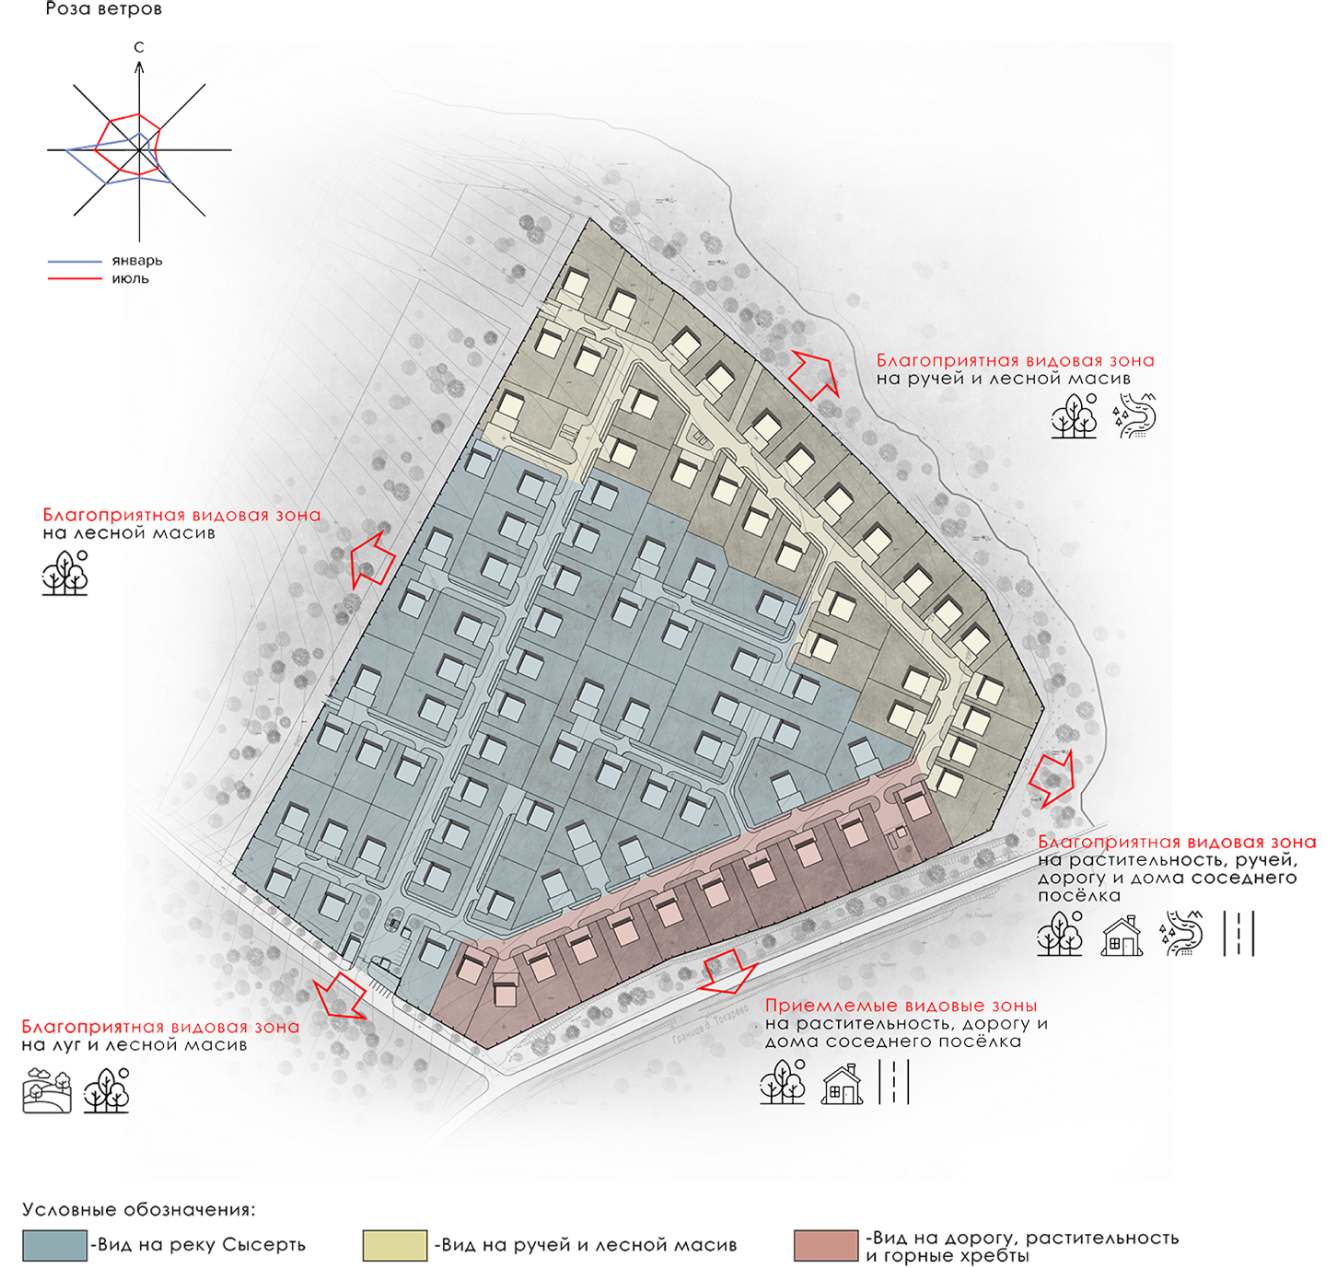 Роза ветров
С
январь
июль
Благоприятная видовая зона
на ручей и лесной масив
Благоприятная видовая зона
на лесной масив
Благоприятная видовая зона
на растительность, ручей,
дорогу и дома соседнего
посёлка
Приемлемые видовые зоны
на растительность, дорогу и
дома соседнего посёлка
Граница д. Токарево
Благоприятная видовая зона
на луг и лесной масив
Условные обозначения:
-Вид на реку Сысерть
-Вид на ручей и лесной масив
-Вид на дорогу, растительность
и горные хребты